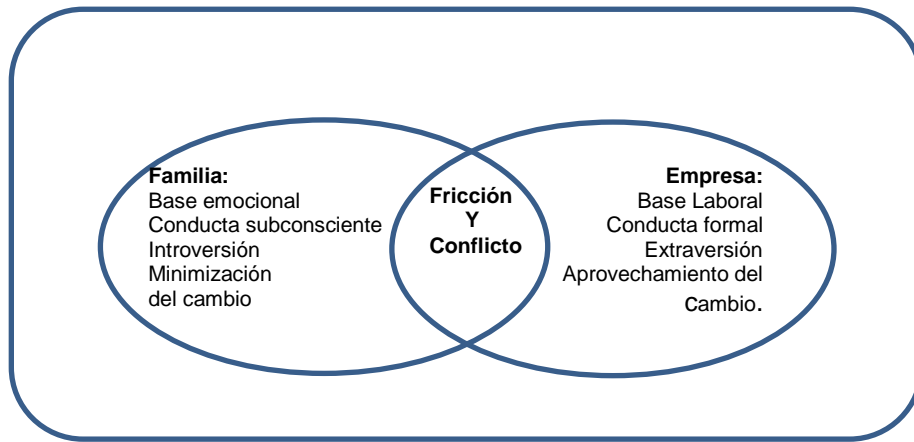 Familia:
Base emocional
Conducta subconsciente
Introversión
Minimización
del cambio
Fricción
Y
Conflicto
Empresa:
Base Laboral
Conducta formal
Extraversión
Aprovechamiento del
cambio.